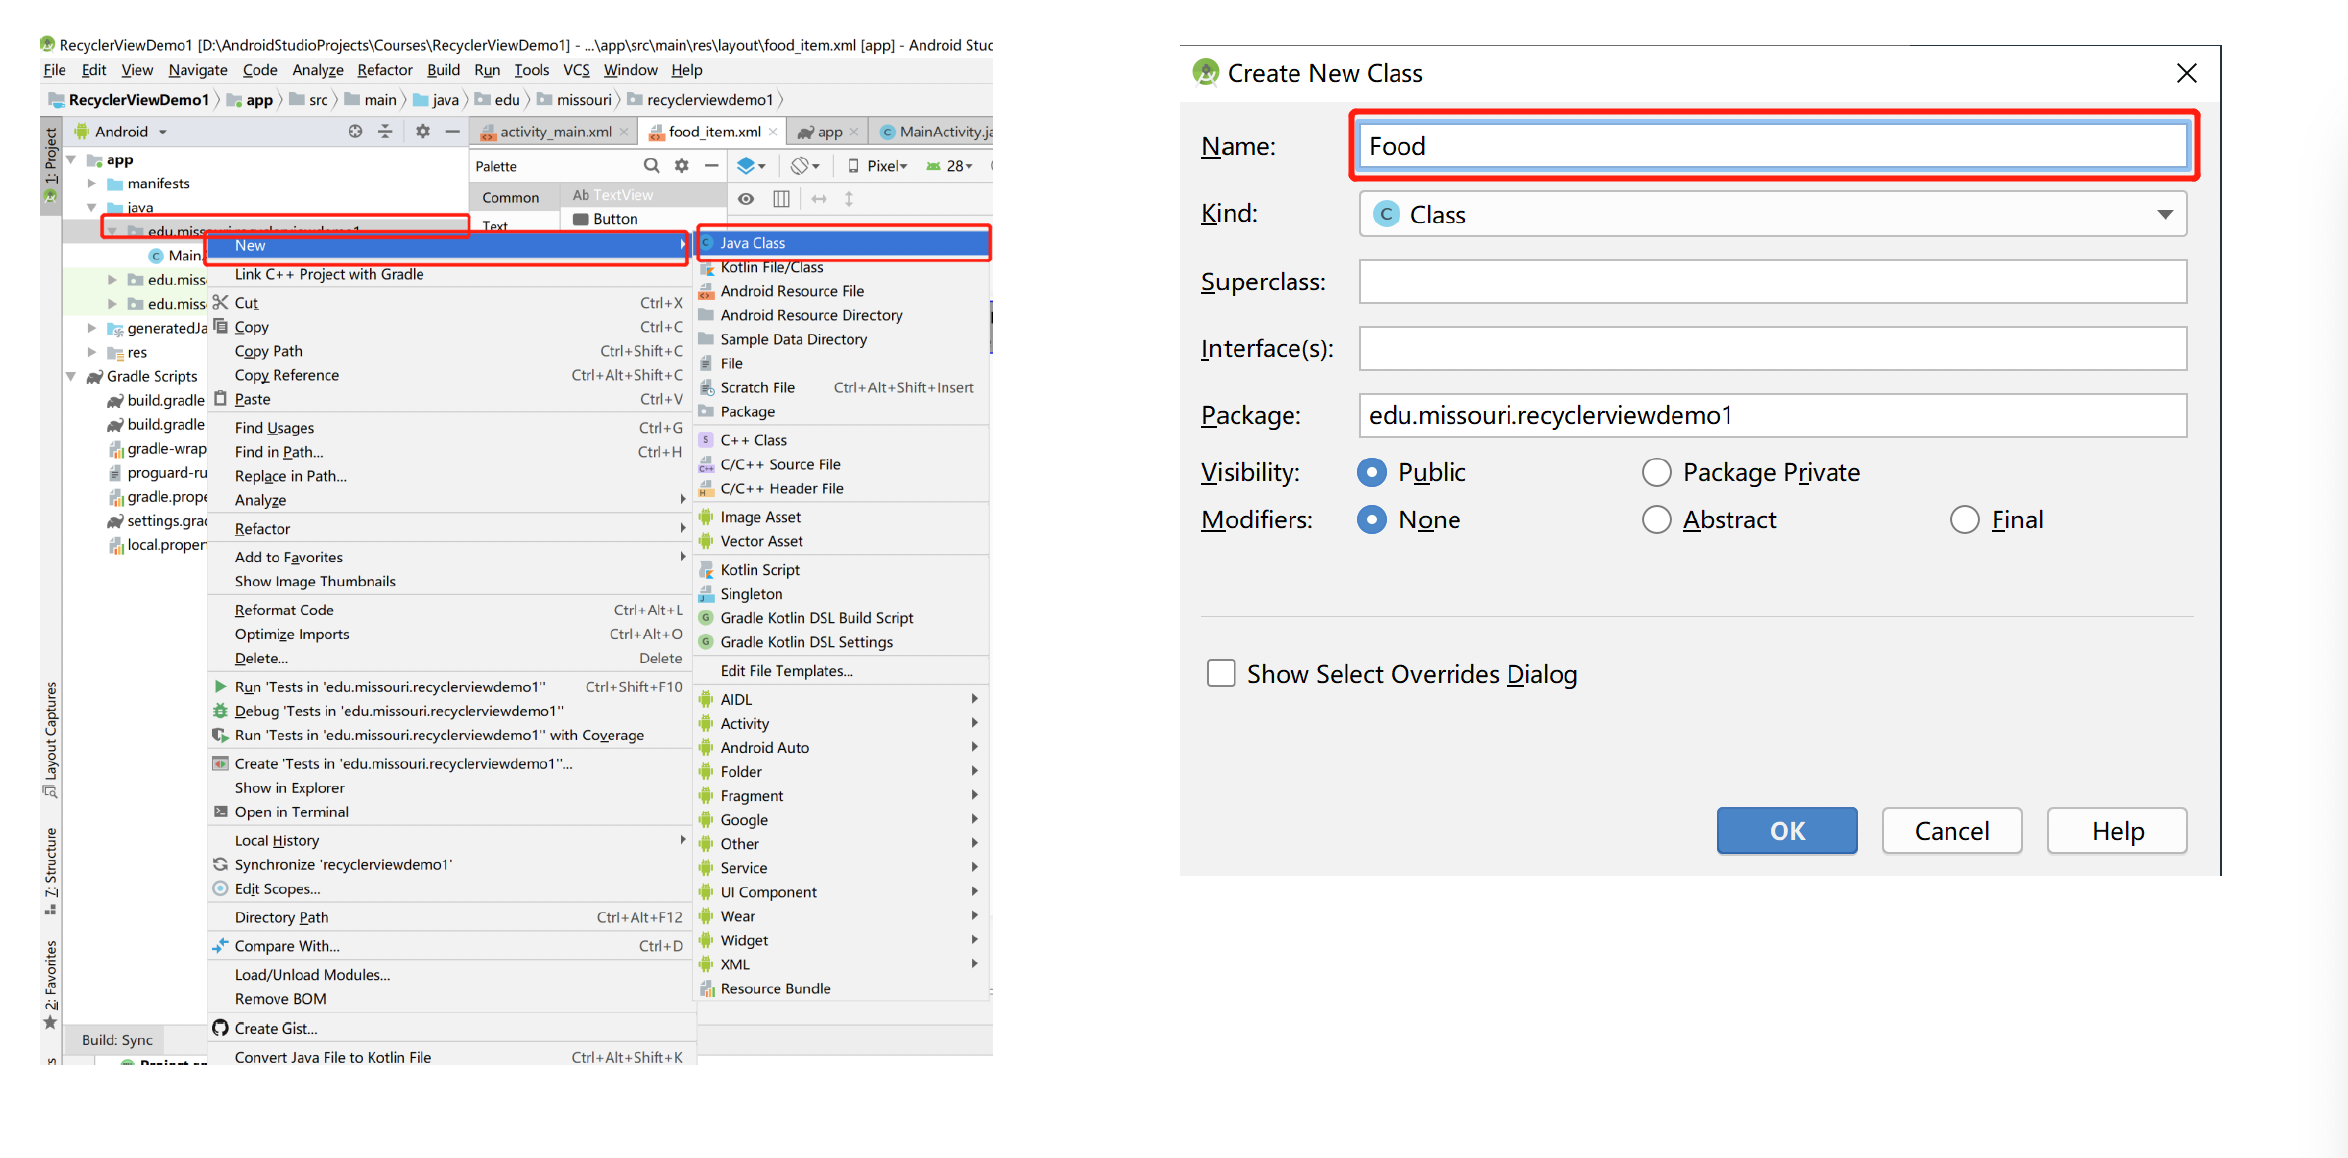 RecyclerViewDemo1 [D:\AndroidStudioProjects\Courses\RecyclerViewDemo1] - ...\app\src\main\res\layout\food_item.xml [app] - Android Stuc
File Edit View Navigate Code Analyze Refactor Build Run Tools VCS Window Help
RecyclerViewDemo1 app src main java edu missouri recyclerviewdemo1
1: Project
Android
activity_main.xml food_item.xml app MainActivity.ja
app
manifests
java
edu.missouri.recyclerviewdemo1
Main
edu.miss
edu.miss
generatedJa
res
Gradle Scripts
build.gradle
build.gradle
gradle-wrap
proguard-ru
gradle.prope
settings.grad
local.proper
Layout Captures
7: Structure
2: Favorites
Build: Sync
Palette
Common
Text
Ab TextView
Button
Pixel
28
New
Link C++ Project with Gradle
Cut Ctrl+X
Copy Ctrl+C
Copy Path Ctrl+Shift+C
Copy Reference Ctrl+Alt+Shift+C
Paste Ctrl+V
Find Usages Ctrl+G
Find in Path... Ctrl+H
Replace in Path...
Analyze
Refactor
Add to Favorites
Show Image Thumbnails
Reformat Code Ctrl+Alt+L
Optimize Imports Ctrl+Alt+O
Delete... Delete
Run 'Tests in 'edu.missouri.recyclerviewdemo1'' Ctrl+Shift+F10
Debug 'Tests in 'edu.missouri.recyclerviewdemo1''
Run 'Tests in 'edu.missouri.recyclerviewdemo1'' with Coverage
Create 'Tests in 'edu.missouri.recyclerviewdemo1''...
Show in Explorer
Open in Terminal
Local History
Synchronize 'recyclerviewdemo1'
Edit Scopes...
Directory Path Ctrl+Alt+F12
Compare With... Ctrl+D
Load/Unload Modules...
Remove BOM
Create Gist...
Convert Java File to Kotlin File Ctrl+Alt+Shift+K
Java Class
Kotlin File/Class
Android Resource File
Android Resource Directory
Sample Data Directory
File
Scratch File Ctrl+Alt+Shift+Insert
Package
C++ Class
C/C++ Source File
C/C++ Header File
Image Asset
Vector Asset
Kotlin Script
Singleton
Gradle Kotlin DSL Build Script
Gradle Kotlin DSL Settings
Edit File Templates...
AIDL
Activity
Android Auto
Folder
Fragment
Google
Other
Service
UI Component
Wear
Widget
XML
Resource Bundle
Create New Class
Name: Food
Kind: Class
Superclass:
Interface(s):
Package: edu.missouri.recyclerviewdemo1
Visibility: Public Package Private
Modifiers: None Abstract Final
Show Select Overrides Dialog
OK Cancel Help